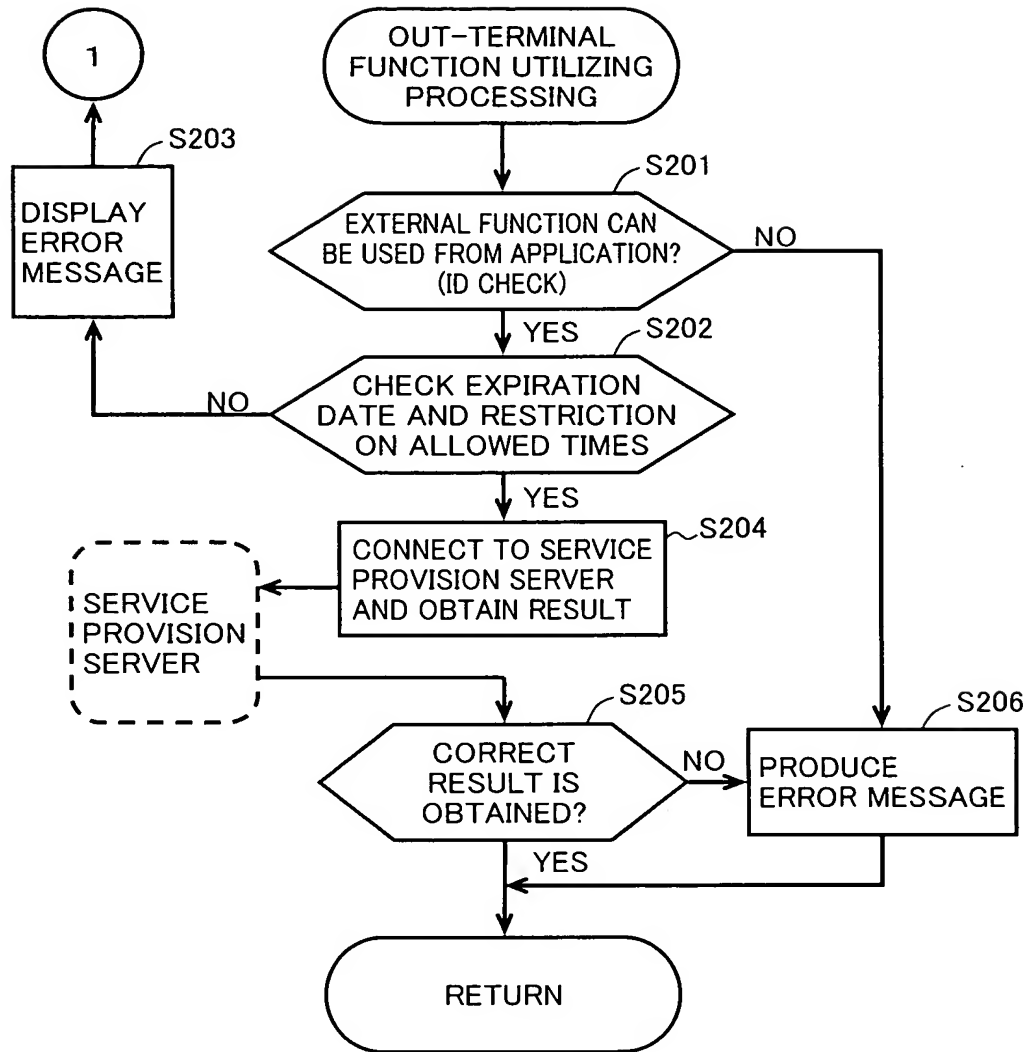 1
OUT-TERMINAL
FUNCTION UTILIZING
PROCESSING
S203
DISPLAY
ERROR
MESSAGE
S201
EXTERNAL FUNCTION CAN
BE USED FROM APPLICATION?
(ID CHECK)
NO
YES
S202
CHECK EXPIRATION
DATE AND RESTRICTION
ON ALLOWED TIMES
NO
YES
S204
CONNECT TO SERVICE
PROVISION SERVER
AND OBTAIN RESULT
SERVICE
PROVISION
SERVER
S205
CORRECT
RESULT IS
OBTAINED?
NO
YES
S206
PRODUCE
ERROR MESSAGE
RETURN